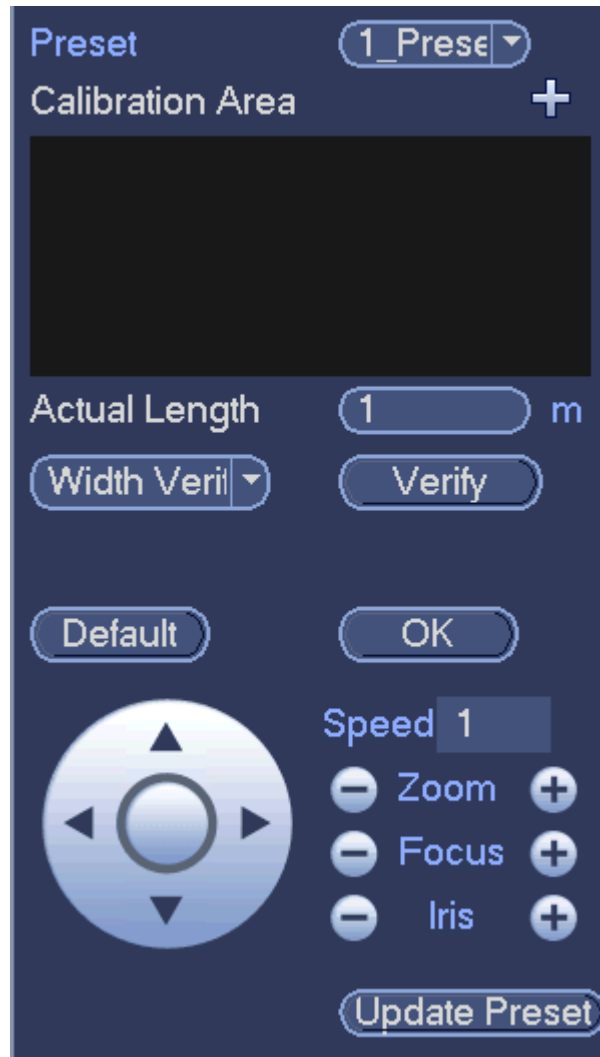 Preset 1_Prese
Calibration Area
Actual Length 1 m
Width Veri Verify
Default OK
Speed 1
Zoom
Focus
Iris
Update Preset